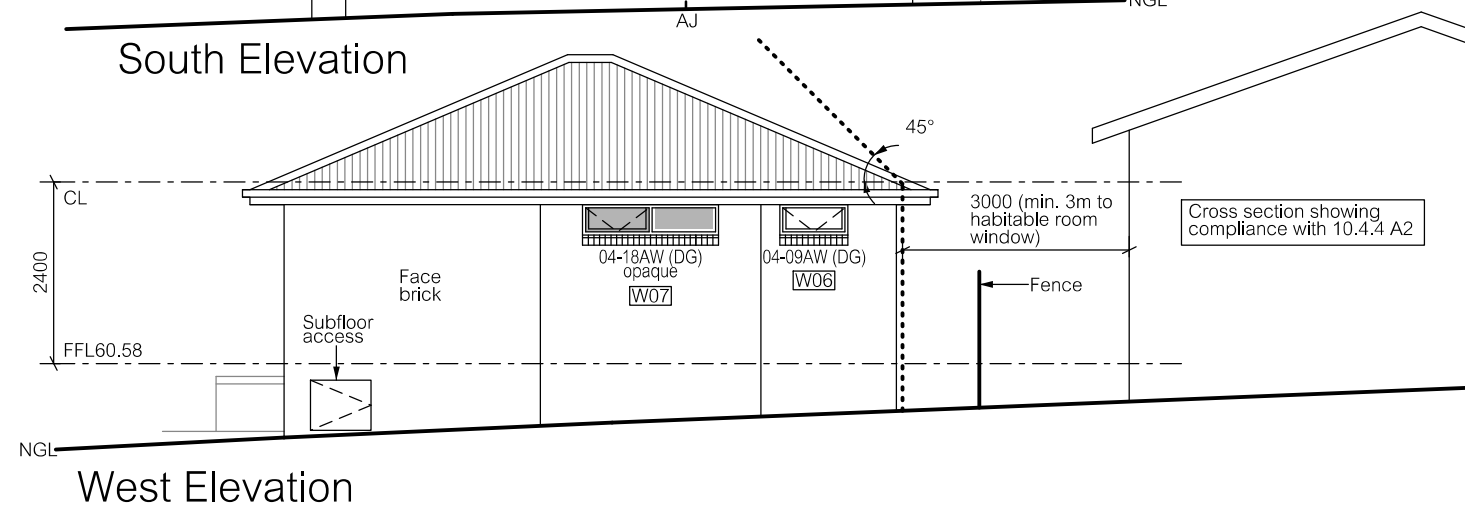 NGL
AJ
South Elevation
45°
CL
3000 (min. 3m to
habitable room
window)
Cross section showing
compliance with 10.4.4 A2
2400
04-18AW (DG)
opaque
W07
04-09AW (DG)
W06
Face
brick
Fence
Subfloor
access
FFL60.58
NGL
West Elevation